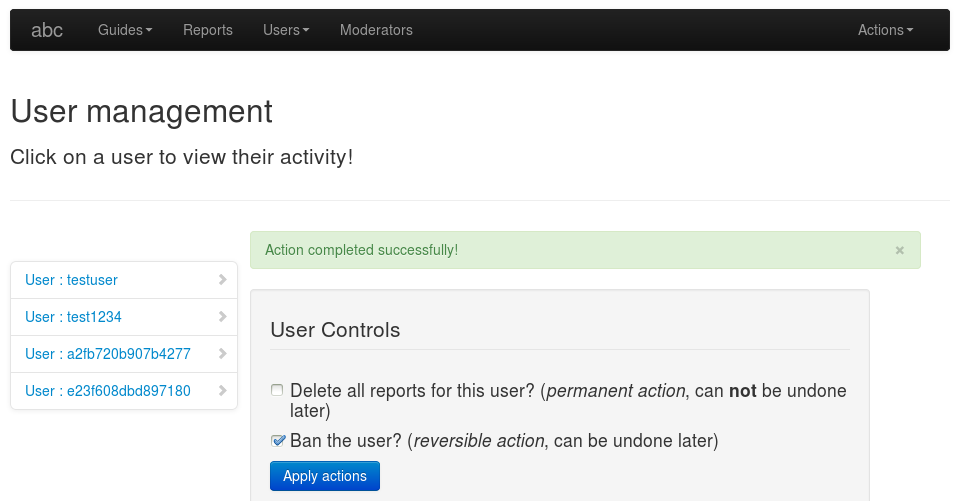 abc Guides Reports Users Moderators Actions
User management
Click on a user to view their activity!
Action completed successfully! ×
User : testuser
User : test1234
User : a2fb720b907b4277
User : e23f608dbd897180
User Controls
Delete all reports for this user? (permanent action, can not be undone
later)
Ban the user? (reversible action, can be undone later)
Apply actions